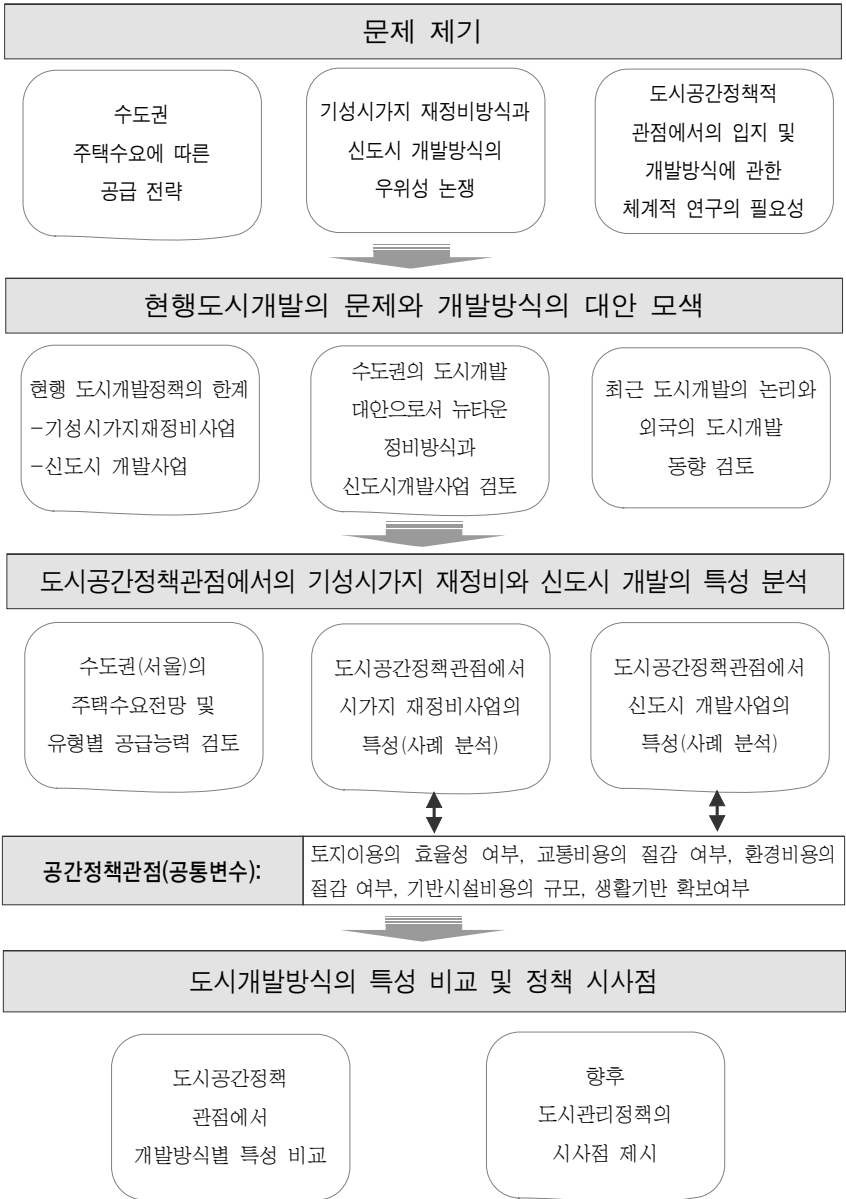 문제 제기
수도권
주택수요에 따른
공급 전략
기성시가지 재정비방식과
신도시 개발방식의
우위성 논쟁
도시공간정책적
관점에서의 입지 및
개발방식에 관한
체계적 연구의 필요성
현행도시개발의 문제와 개발방식의 대안 모색
현행 도시개발정책의 한계
-기성시가지재정비사업
-신도시 개발사업
수도권의 도시개발
대안으로서 뉴타운
정비방식과
신도시개발사업 검토
최근 도시개발의 논리와
외국의 도시개발
동향 검토
도시공간정책관점에서의 기성시가지 재정비와 신도시 개발의 특성 분석
수도권(서울)의
주택수요전망 및
유형별 공급능력 검토
도시공간정책관점에서
시가지 재정비사업의
특성(사례 분석)
도시공간정책관점에서
신도시 개발사업의
특성(사례 분석)
공간정책관점(공통변수):
토지이용의 효율성 여부, 교통비용의 절감 여부, 환경비용의
절감 여부, 기반시설비용의 규모, 생활기반 확보여부
도시개발방식의 특성 비교 및 정책 시사점
도시공간정책
관점에서
개발방식별 특성 비교
향후
도시관리정책의
시사점 제시